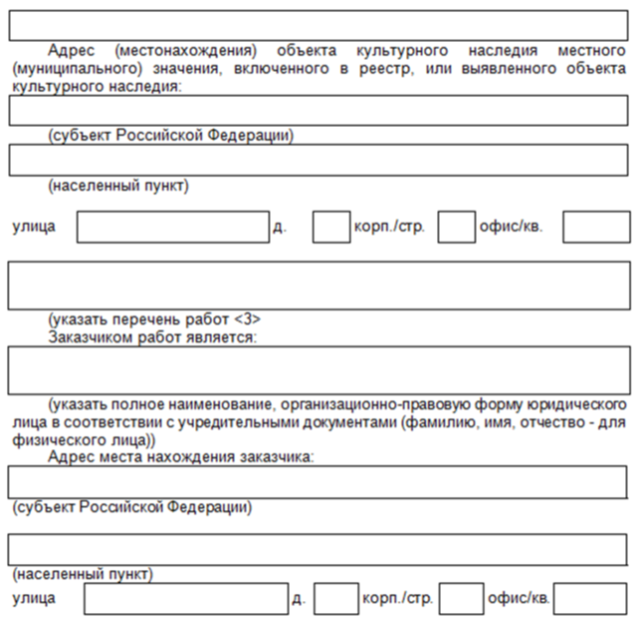 Адрес (местонахождения) объекта культурного наследия местного
(муниципального) значения, включенного в реестр, или выявленного объекта
культурного наследия:
(субъект Российской Федерации)
(населенный пункт)
улица д. корп./стр. офис/кв.
(указать перечень работ <3>
Заказчиком работ является:
(указать полное наименование, организационно-правовую форму юридического
лица в соответствии с учредительными документами (фамилию, имя, отчество - для
физического лица))
Адрес места нахождения заказчика:
(субъект Российской Федерации)
(населенный пункт)
улица д. корп./стр. офис/кв.